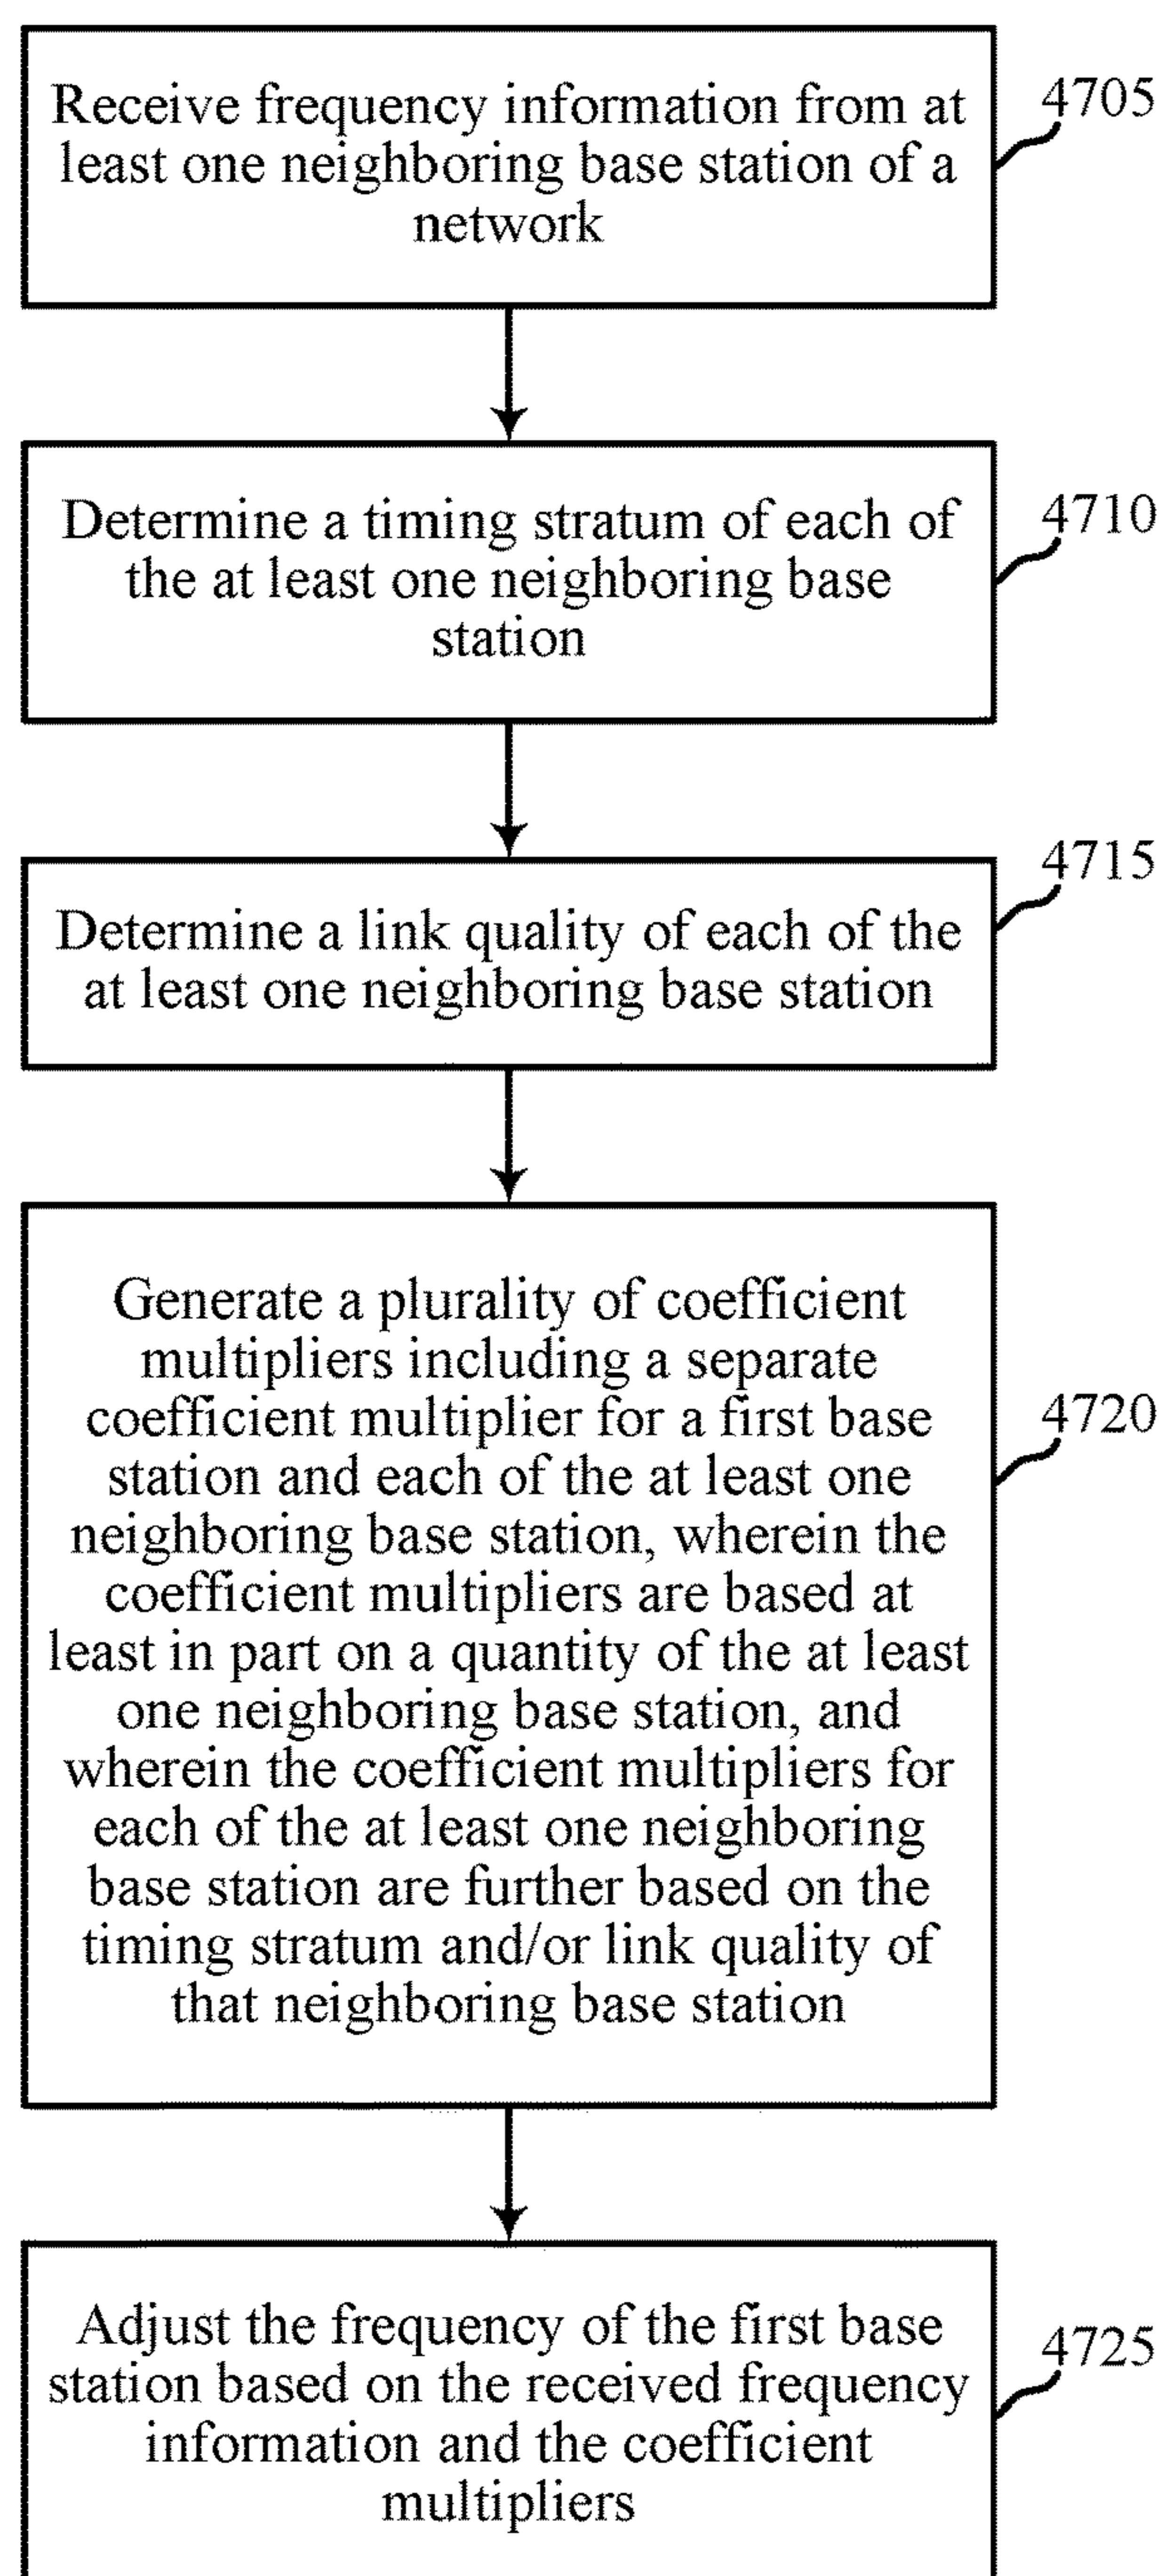 Receive frequency information from at
least one neighboring base station of a
network
4705
Determine a timing stratum of each of
the at least one neighboring base
station
4710
Determine a link quality of each of the
at least one neighboring base station
4715
Generate a plurality of coefficient
multipliers including a separate
coefficient multiplier for a first base
station and each of the at least one
neighboring base station, wherein the
coefficient multipliers are based at
least in part on a quantity of the at least
one neighboring base station, and
wherein the coefficient multipliers for
each of the at least one neighboring
base station are further based on the
timing stratum and/or link quality of
that neighboring base station
4720
Adjust the frequency of the first base
station based on the received frequency
information and the coefficient
multipliers
4725